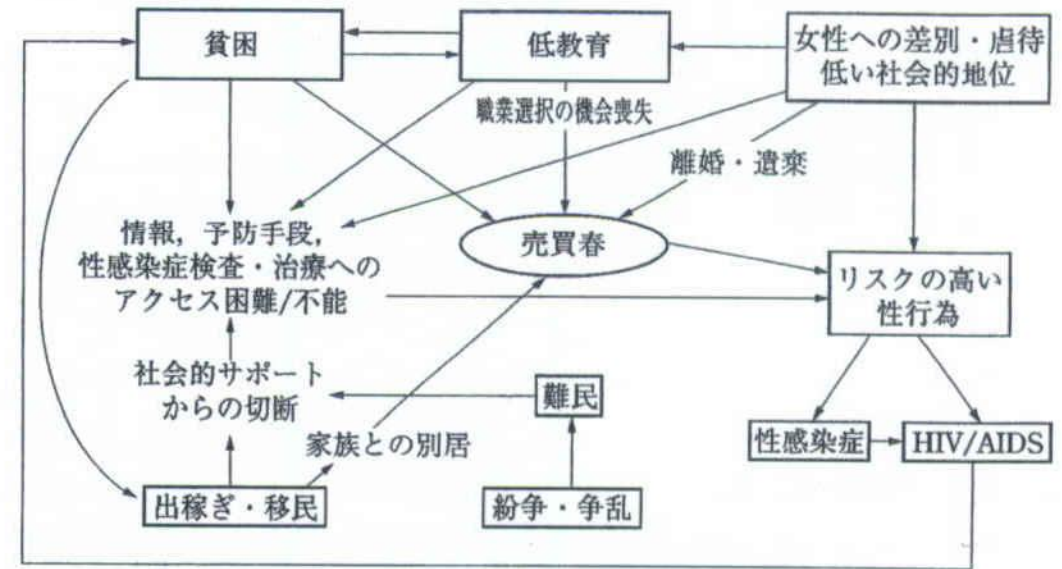 貧困
低教育
女性への差別・虐待
低い社会的地位
職業選択の機会喪失
離婚・遺棄
情報，予防手段，
性感染症検査・治療への
アクセス困難/不能
売買春
リスクの高い
性行為
社会的サポート
からの切断
難民
家族との別居
性感染症
HIV/AIDS
出稼ぎ・移民
紛争・争乱